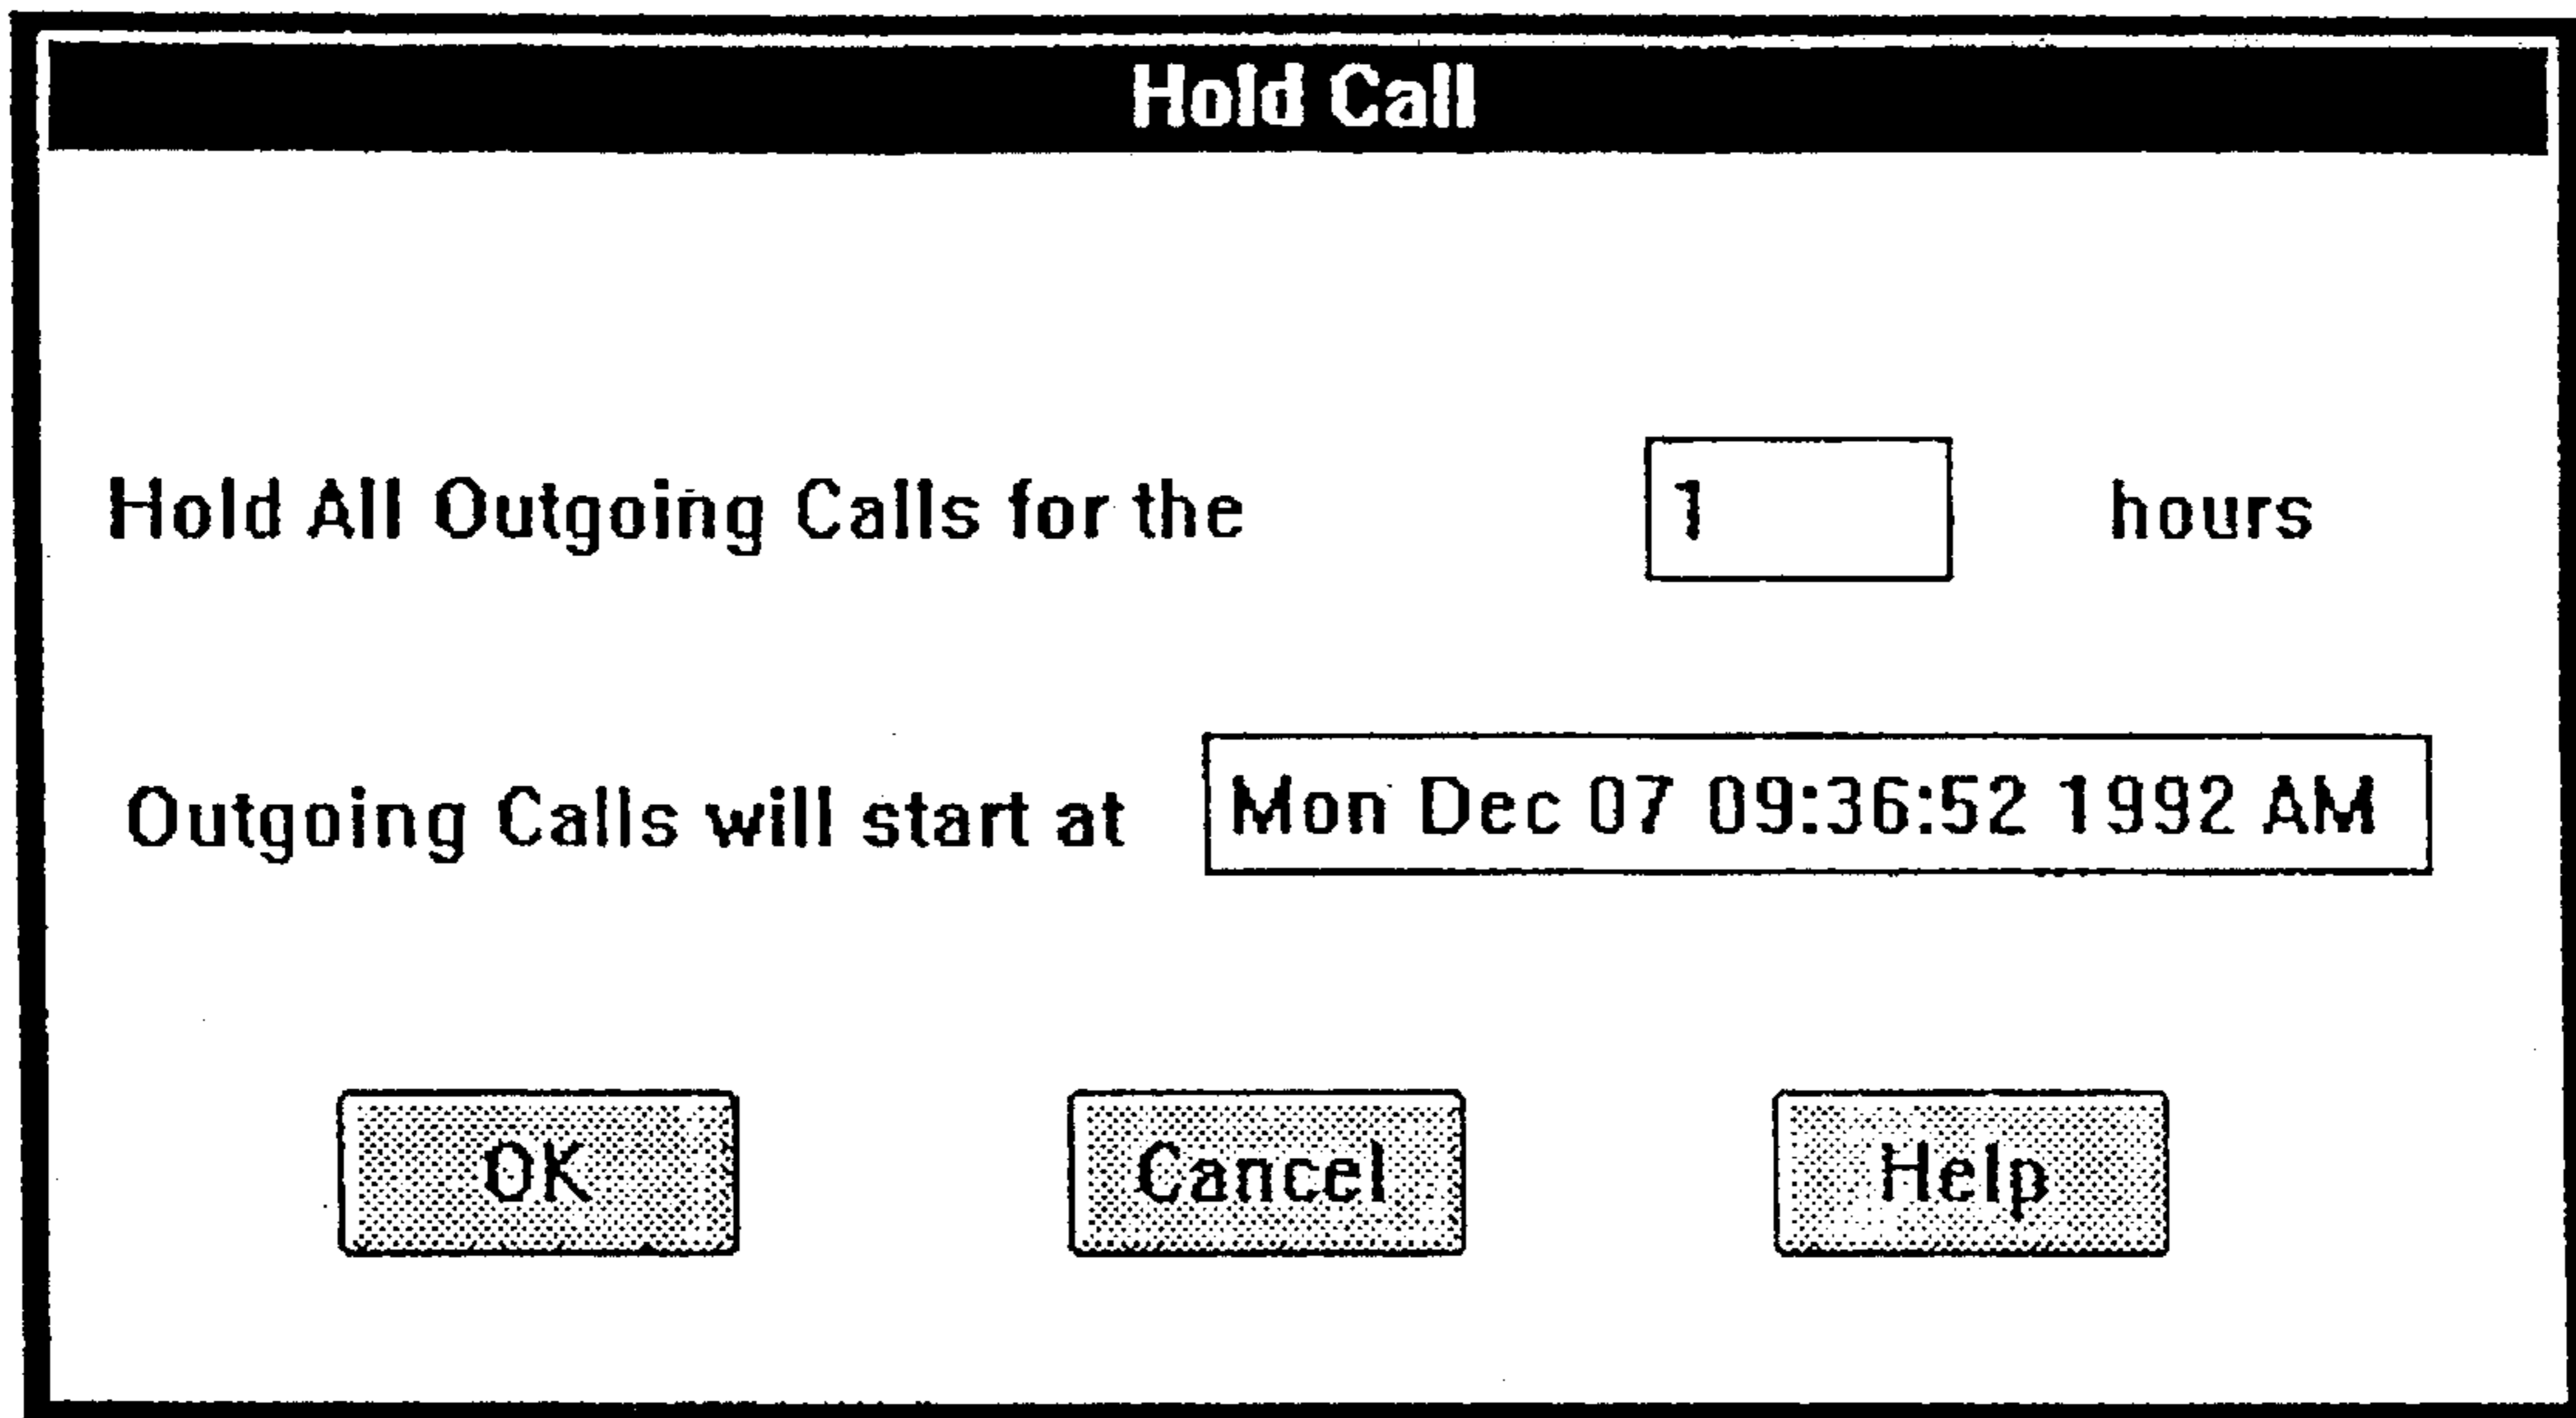 Hold Call
Hold All Outgoing Calls for the 1 hours
Outgoing Calls will start at Mon Dec 07 09:36:52 1992 AM
OK Cancel Help